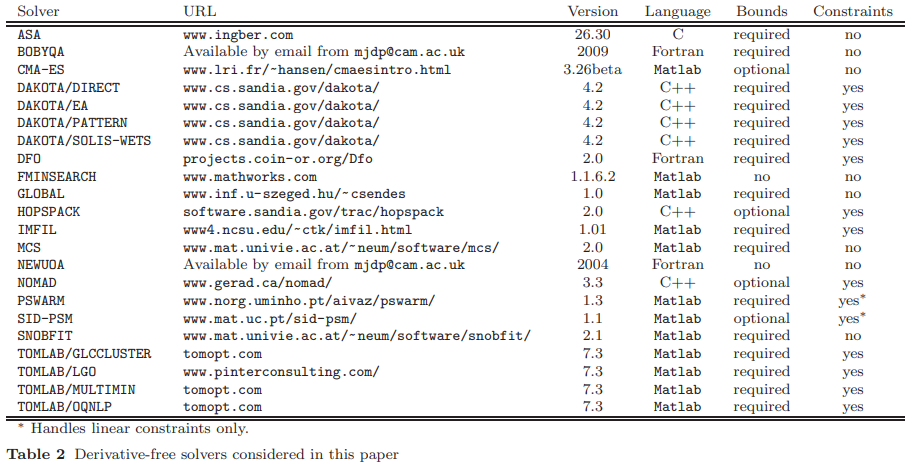 Solver URL Version Language Bounds Constraints
ASA www.ingber.com 26.30 C required no
BOBYQA Available by email from mjdp@cam.ac.uk 2009 Fortran required no
CMA-ES www.lri.fr/~hansen/cmaesintro.html 3.26beta Matlab optional no
DAKOTA/DIRECT www.cs.sandia.gov/dakota/ 4.2 C++ required yes
DAKOTA/EA www.cs.sandia.gov/dakota/ 4.2 C++ required yes
DAKOTA/PATTERN www.cs.sandia.gov/dakota/ 4.2 C++ required yes
DAKOTA/SOLIS-WETS www.cs.sandia.gov/dakota/ 4.2 C++ required yes
DFO projects.coin-or.org/Dfo 2.0 Fortran required yes
FMINSEARCH www.mathworks.com 1.1.6.2 Matlab no no
GLOBAL www.inf.u-szeged.hu/~csendes 1.0 Matlab required no
HOPSPACK software.sandia.gov/trac/hopspack 2.0 C++ optional yes
IMFIL www4.ncsu.edu/~ctk/imfil.html 1.01 Matlab required yes
MCS www.mat.univie.ac.at/~neum/software/mcs/ 2.0 Matlab required no
NEWUOA Available by email from mjdp@cam.ac.uk 2004 Fortran no no
NOMAD www.gerad.ca/nomad/ 3.3 C++ optional yes
PSWARM www.norg.uminho.pt/aivaz/pswarm/ 1.3 Matlab required yes*
SID-PSM www.mat.uc.pt/sid-psm/ 1.1 Matlab optional yes*
SNOBFIT www.mat.univie.ac.at/~neum/software/snobfit/ 2.1 Matlab required no
TOMLAB/GLCCLUSTER tomopt.com 7.3 Matlab required yes
TOMLAB/LGO www.pinterconsulting.com/ 7.3 Matlab required yes
TOMLAB/MULTIMIN tomopt.com 7.3 Matlab required yes
TOMLAB/OQNLP tomopt.com 7.3 Matlab required yes
* Handles linear constraints only.
Table 2 Derivative-free solvers considered in this paper